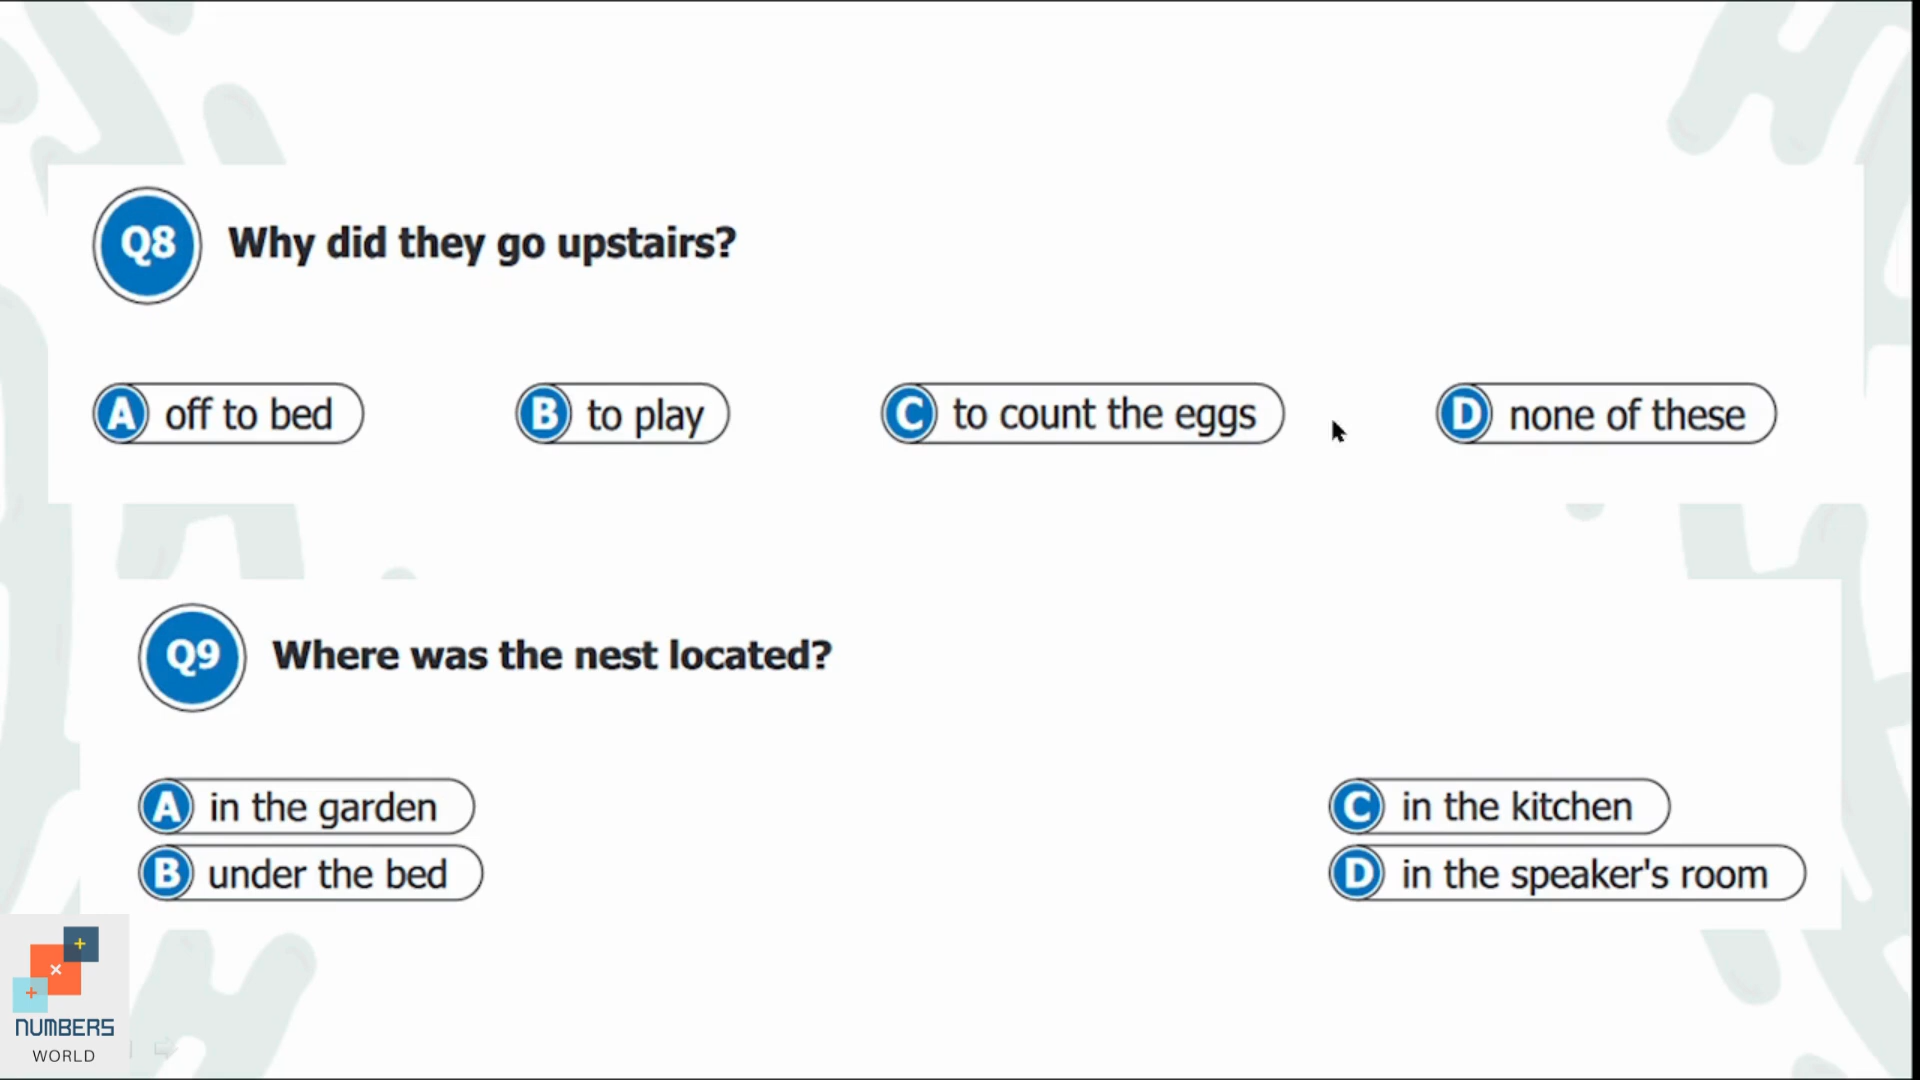 Q8 Why did they go upstairs?
A off to bed B to play C to count the eggs D none of these
Q9 Where was the nest located?
A in the garden C in the kitchen
B under the bed D in the speaker's room
+
×
+
NUMBERS
WORLD